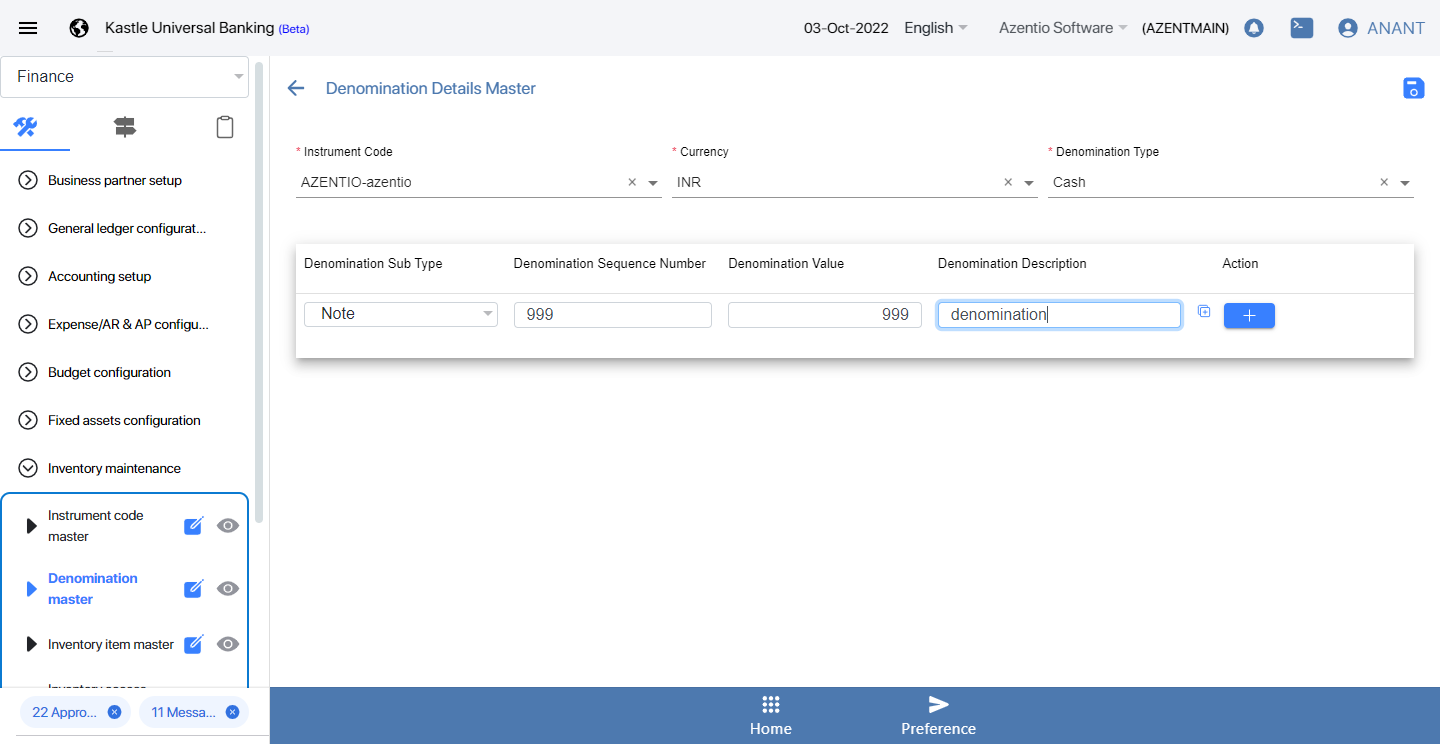 Kastle Universal Banking (Beta)
03-Oct-2022
English
Azentio Software
(AZENTMAIN)
ANANT
Finance
Business partner setup
General ledger configurat...
Accounting setup
Expense/AR & AP configu...
Budget configuration
Fixed assets configuration
Inventory maintenance
Instrument code
master
Denomination
master
Inventory item master
22 Appro...
11 Messa...
Denomination Details Master
* Instrument Code
AZENTIO-azentio
* Currency
INR
* Denomination Type
Cash
Denomination Sub Type
Denomination Sequence Number
Denomination Value
Denomination Description
Action
Note
999
999
denomination
Home
Preference